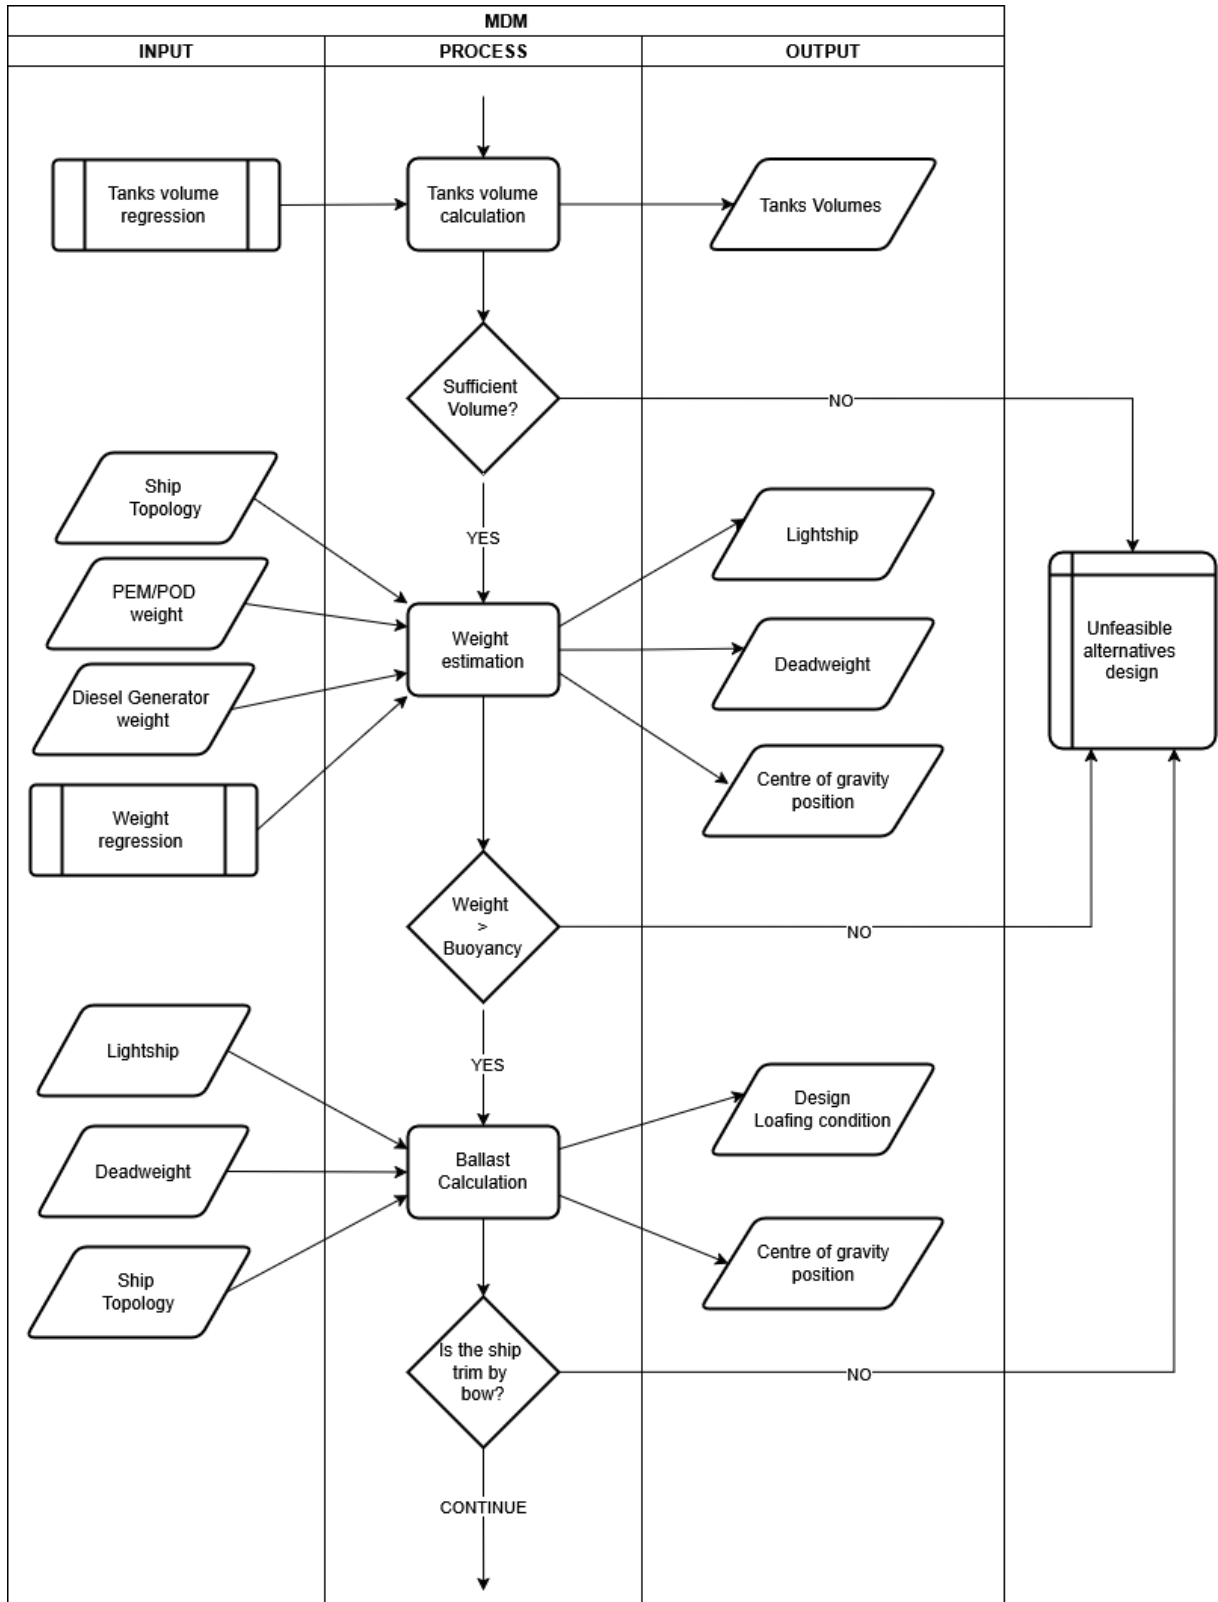 MDM
INPUT
PROCESS
OUTPUT
Tanks volume
regression
Tanks volume
calculation
Tanks Volumes
Sufficient
Volume?
NO
Ship
Topology
YES
Lightship
PEM/POD
weight
Weight
estimation
Deadweight
Unfeasible
alternatives
design
Diesel Generator
weight
Centre of gravity
position
Weight
regression
Weight
>
Buoyancy
NO
Lightship
YES
Design
Loafing condition
Deadweight
Ballast
Calculation
Ship
Topology
Centre of gravity
position
Is the ship
trim by
bow?
NO
CONTINUE